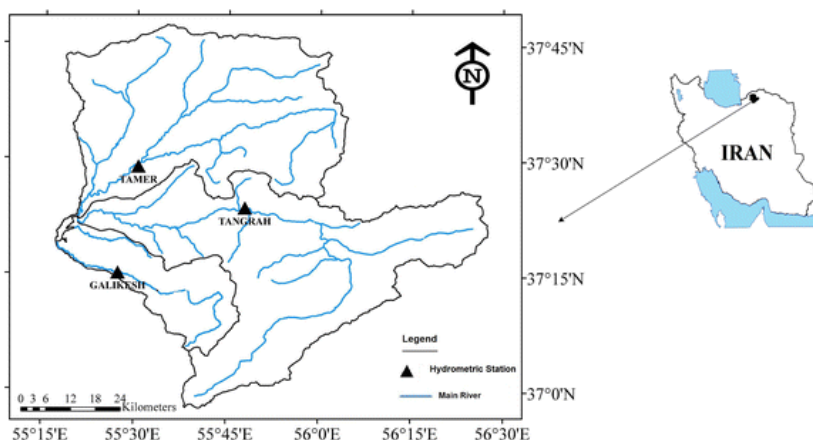 N
37°45'N
37°30'N
37°15'N
37°0'N
IRAN
TAMER
TANGRAH
GALIKESH
Legend
Hydrometric Station
Main River
0 3 6 12 18 24
Kilometers
55°15'E 55°30'E 55°45'E 56°0'E 56°15'E 56°30'E